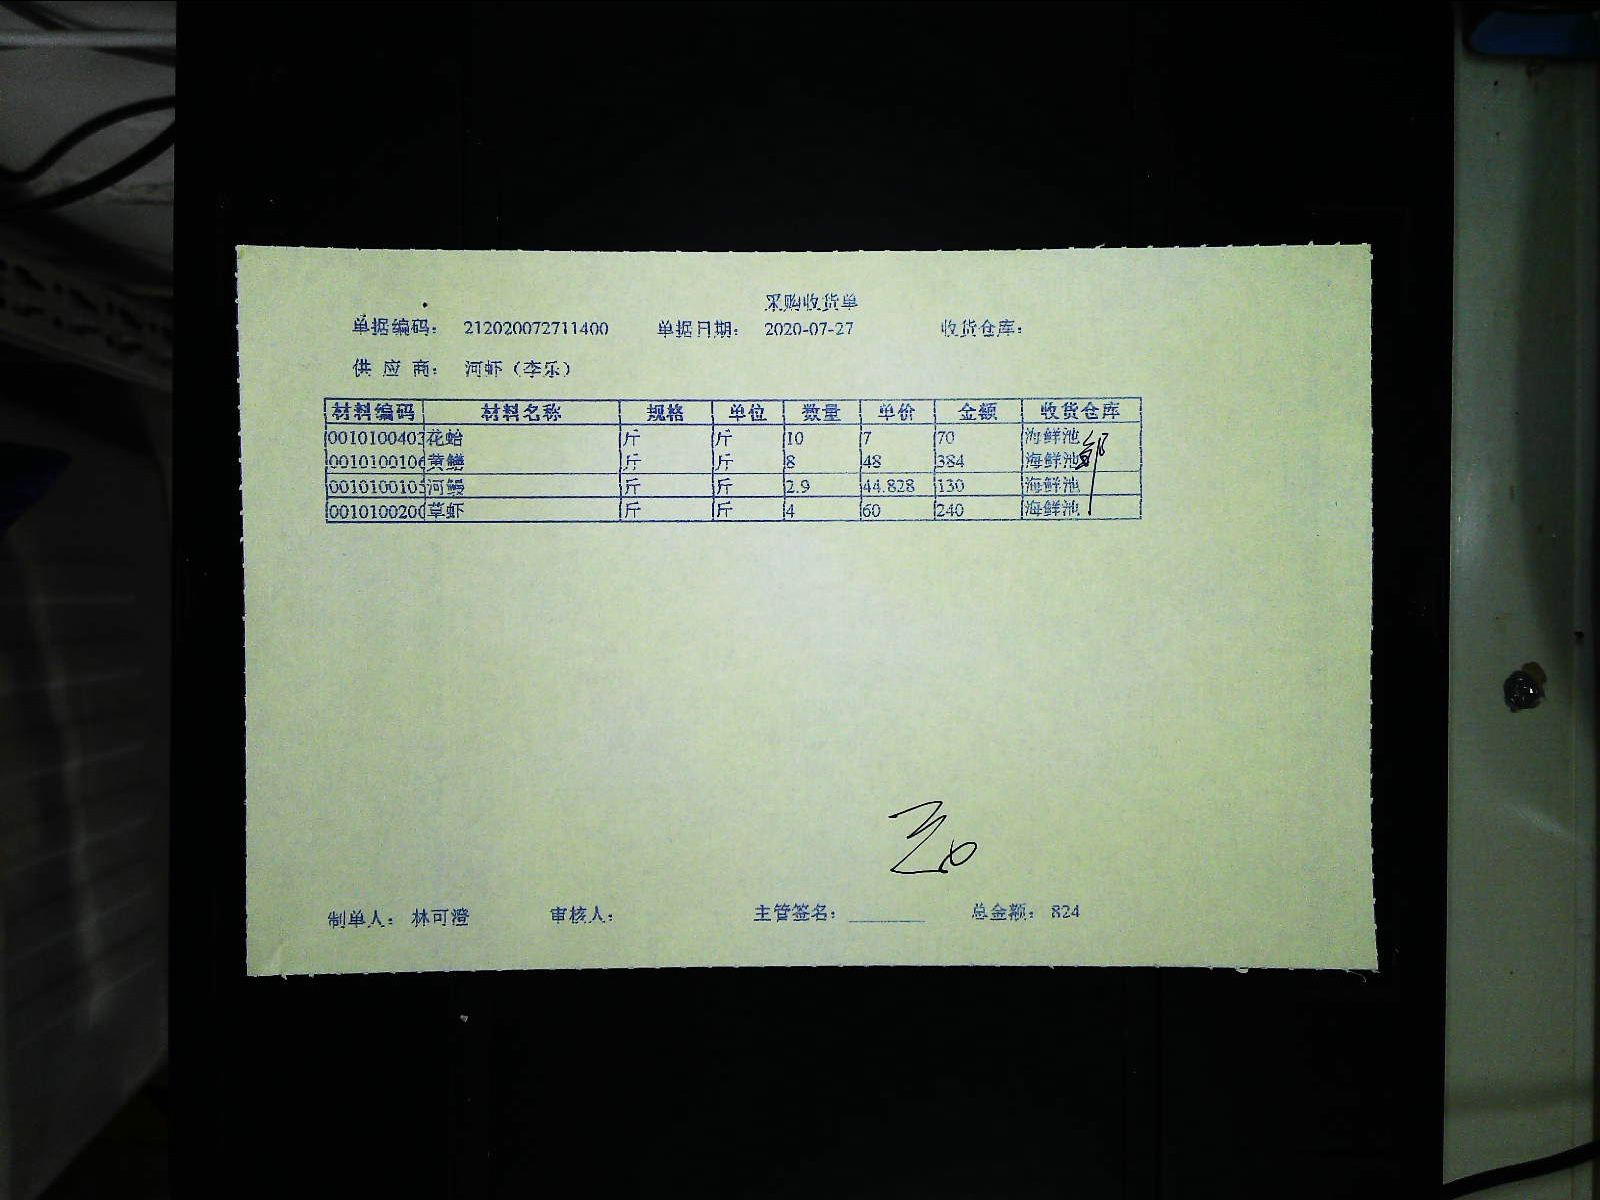 采购收货单
单据编码： 212020072711400 单据日期： 2020-07-27 收货仓库：
供 应 商： 河虾（李乐）
材料编码 材料名称 规格 单位 数量 单价 金额 收货仓库
0010100403 花蛤 斤 斤 10 7 70 海鲜池
0010100106 黄鳝 斤 斤 8 48 384 海鲜池
0010100105 河鳗 斤 斤 2.9 44.828 130 海鲜池
0010100200 草虾 斤 斤 4 60 240 海鲜池
制单人： 林可澄 审核人： 主管签名： 总金额： 824